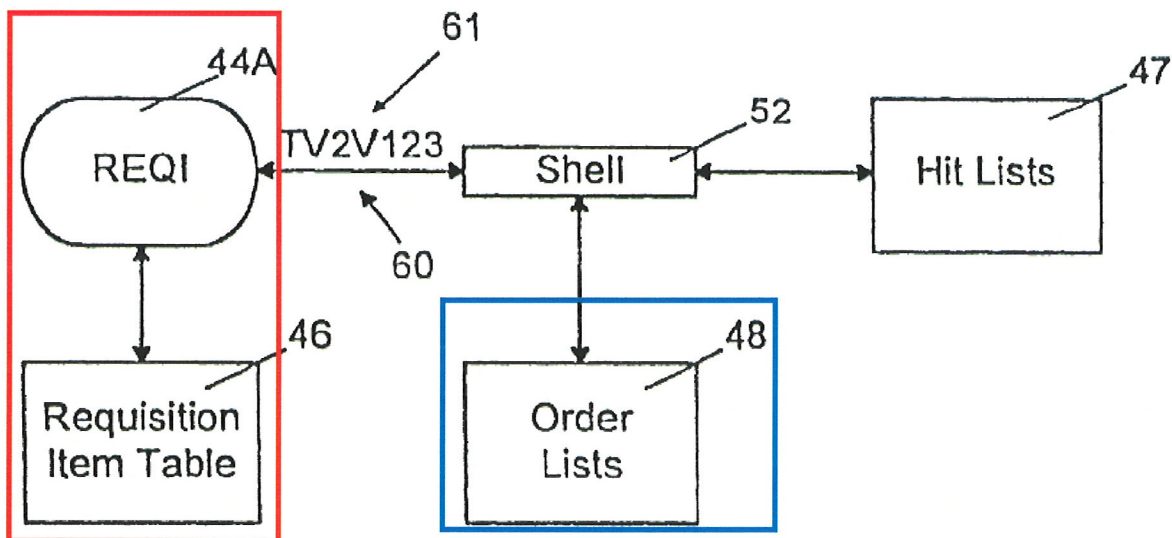 61
44A
47
52
TV2V123
REQI
Shell
Hit Lists
60
46
48
Requisition
Item Table
Order
Lists